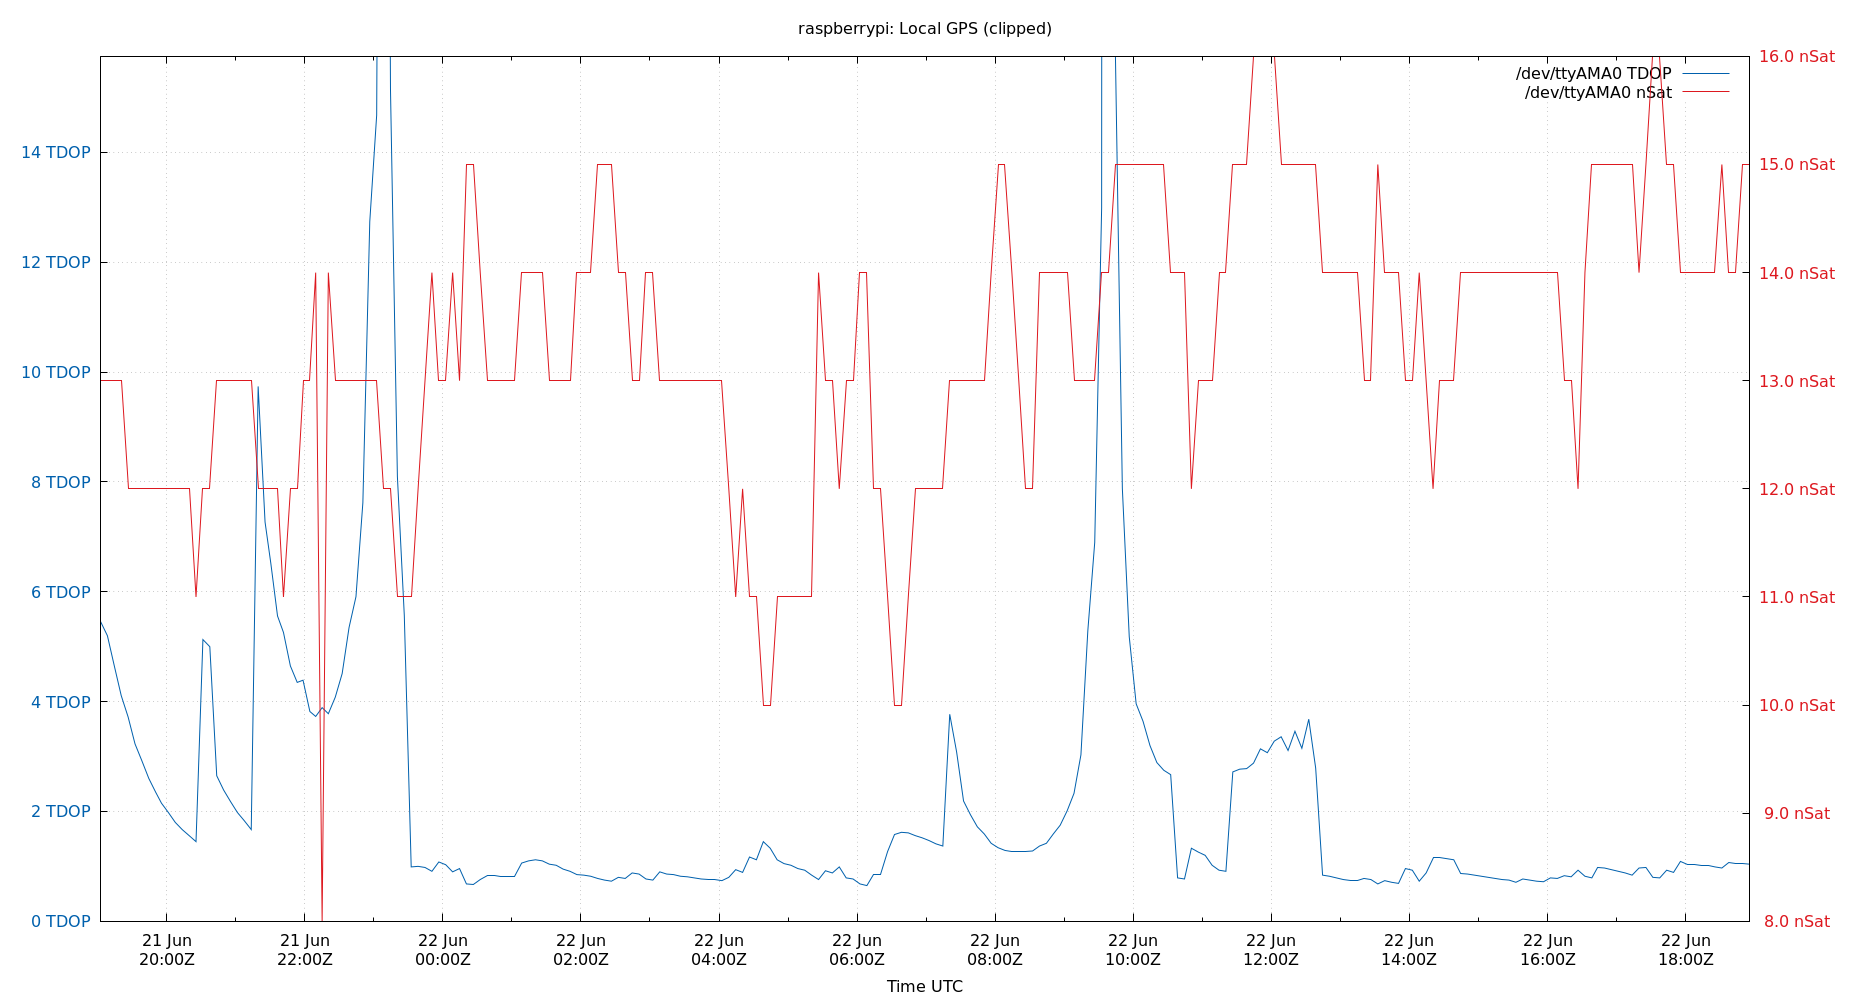 raspberrypi: Local GPS (clipped)
/dev/ttyAMA0 TDOP
/dev/ttyAMA0 nSat
14 TDOP
12 TDOP
10 TDOP
8 TDOP
6 TDOP
4 TDOP
2 TDOP
0 TDOP
16.0 nSat
15.0 nSat
14.0 nSat
13.0 nSat
12.0 nSat
11.0 nSat
10.0 nSat
9.0 nSat
8.0 nSat
21 Jun
20:00Z
21 Jun
22:00Z
22 Jun
00:00Z
22 Jun
02:00Z
22 Jun
04:00Z
22 Jun
06:00Z
22 Jun
08:00Z
22 Jun
10:00Z
22 Jun
12:00Z
22 Jun
14:00Z
22 Jun
16:00Z
22 Jun
18:00Z
Time UTC